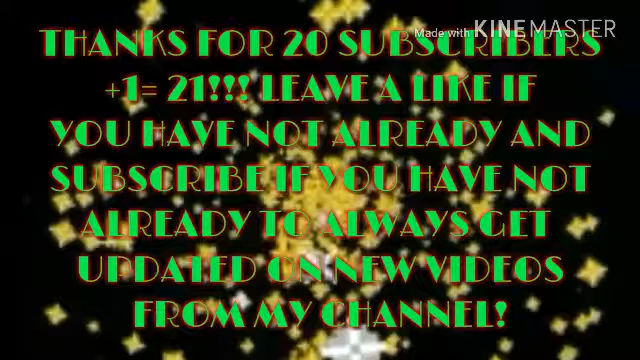 Made with KINEMASTER
THANKS FOR 20 SUBSCRIBERS
+1= 21!!! LEAVE A LIKE IF
YOU HAVE NOT ALREADY AND
SUBSCRIBE IF YOU HAVE NOT
ALREADY TO ALWAYS GET
UPDATED ON NEW VIDEOS
FROM MY CHANNEL!